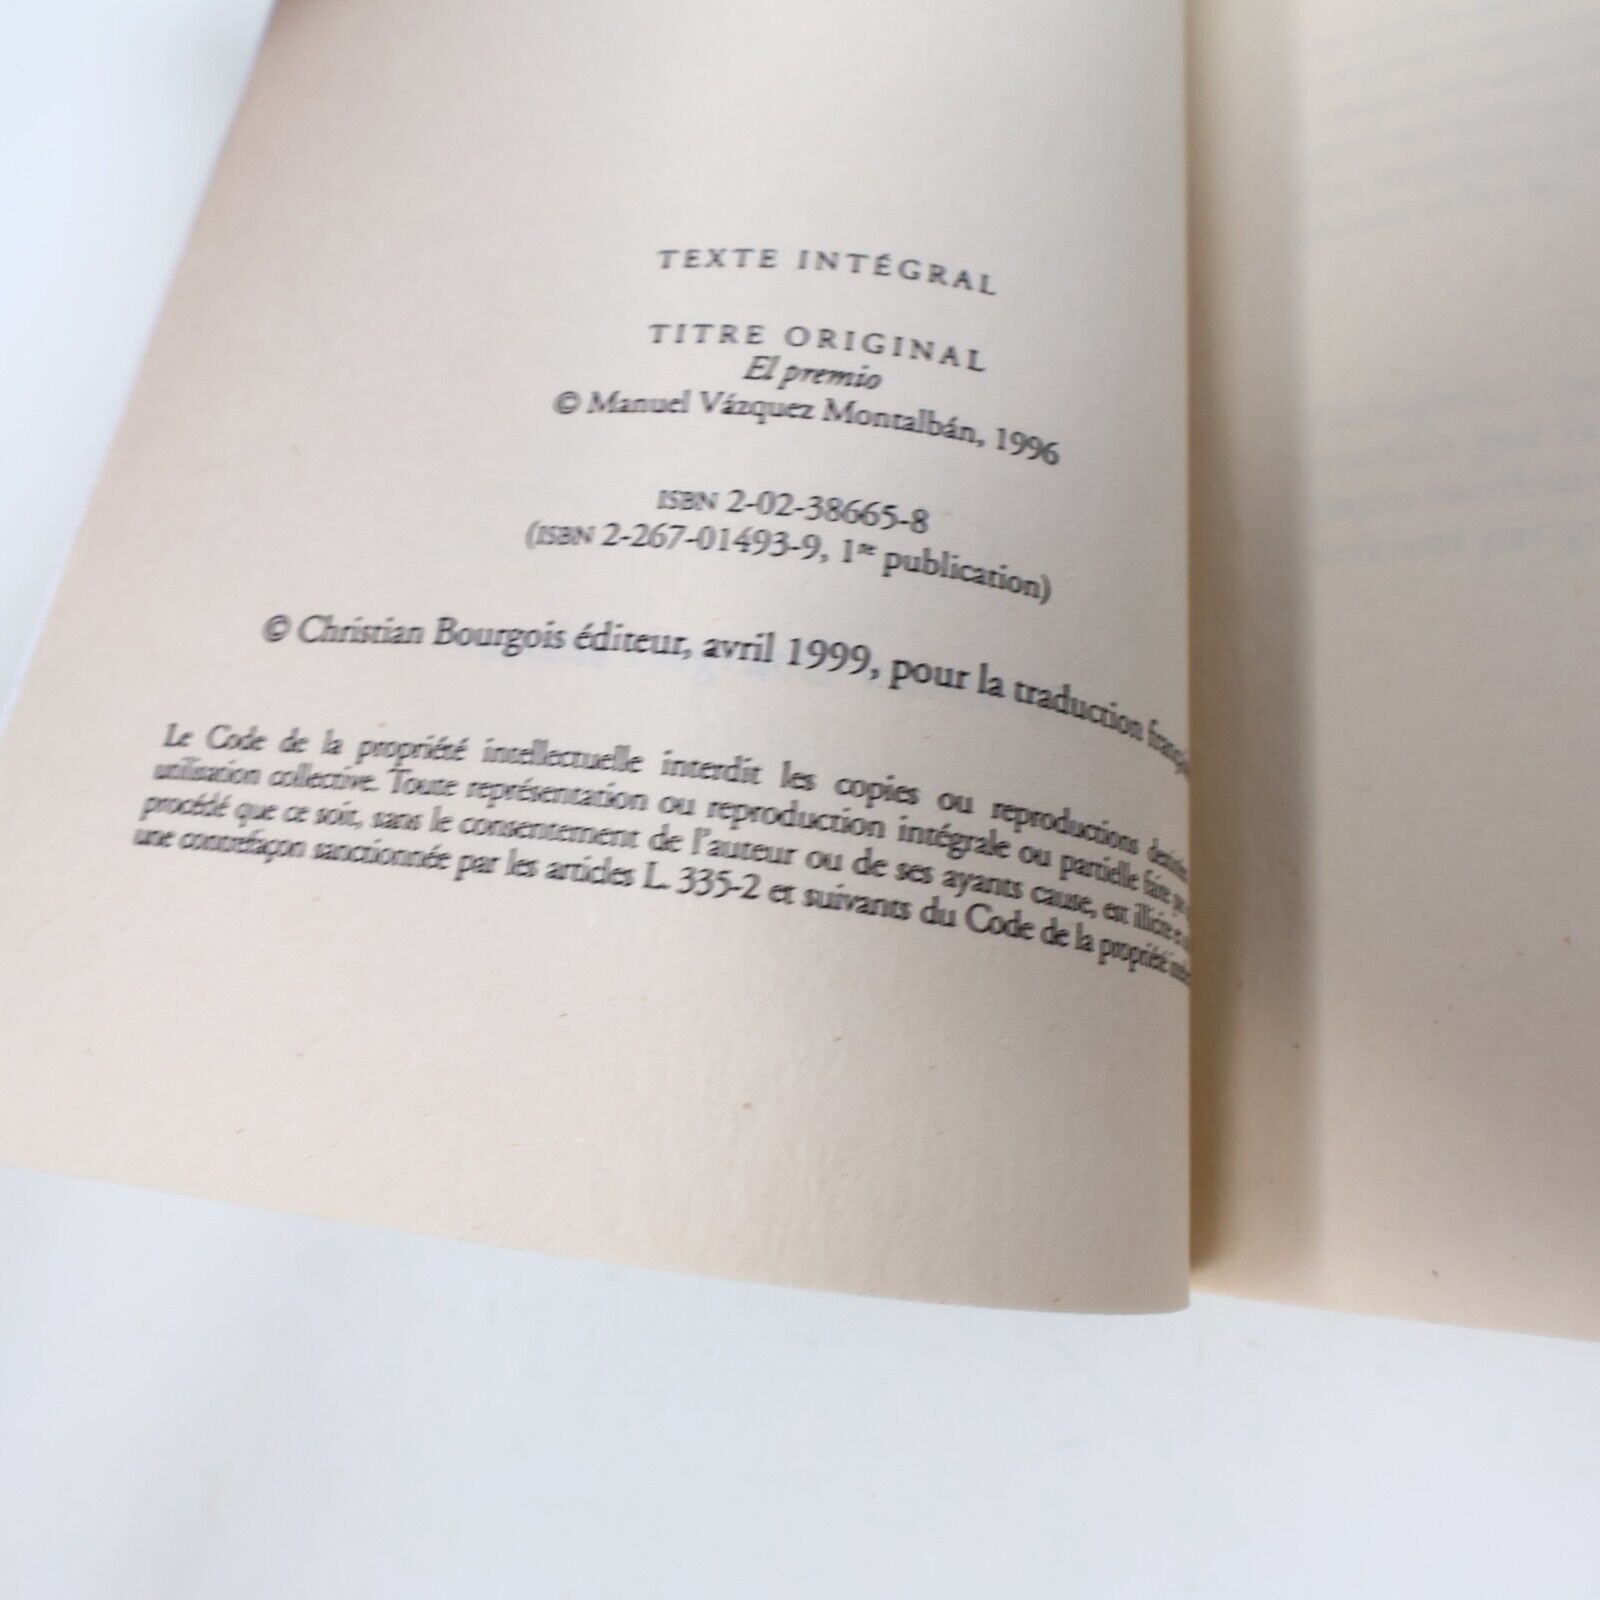 TEXTE INTÉGRAL
TITRE ORIGINAL
El premio
© Manuel Vázquez Montalbán, 1996
ISBN 2-02-38665-8
(ISBN 2-267-01493-9, 1re publication)
© Christian Bourgois éditeur, avril 1999, pour la traduction
Le Code de la propriété intellectuelle interdit les copies ou reproductions
utilisation collective. Toute représentation ou reproduction intégrale ou partielle faire
procédé que ce soit, sans le consentement de l'auteur ou de ses ayants cause, est illicite
une contrefaçon sanctionnée par les articles L. 335-2 et suivants du Code de la propriété